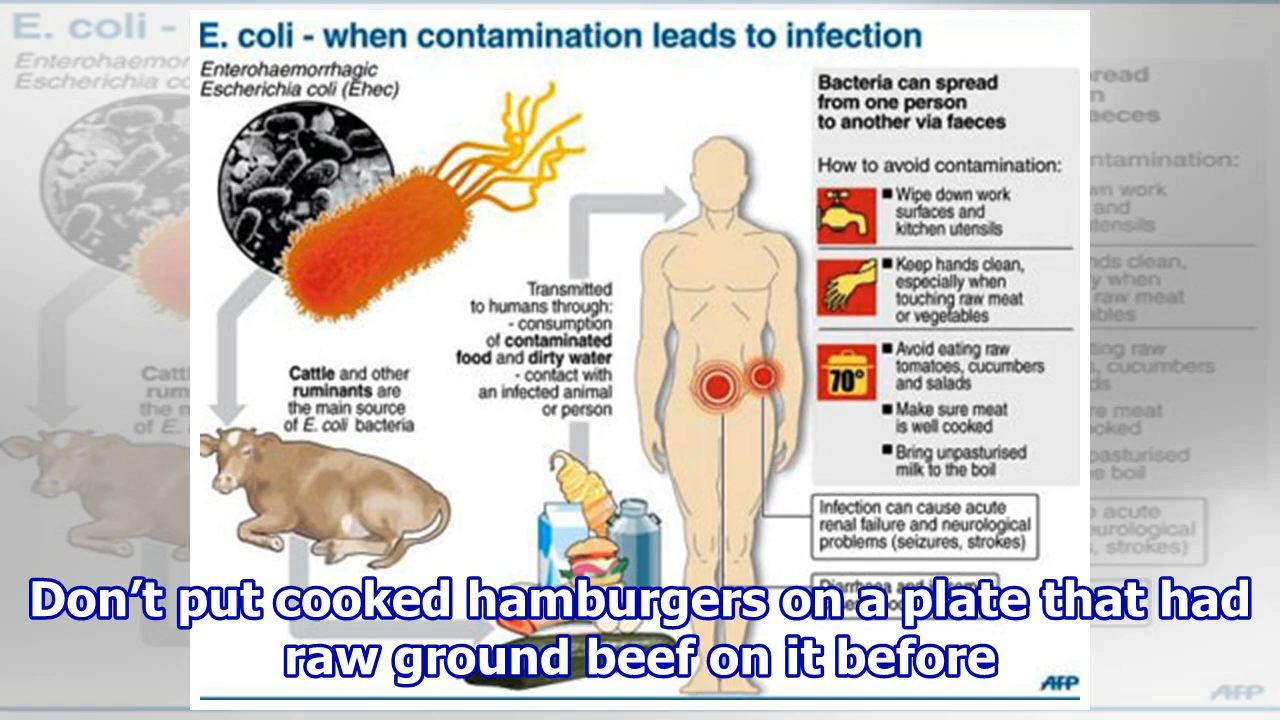 E. coli - when contamination leads to infection
Enterohaemorrhagic
Escherichia coli (Ehec)
Bacteria can spread
from one person
to another via faeces
How to avoid contamination:
■ Wipe down work
surfaces and
kitchen utensils
■ Keep hands clean,
especially when
touching raw meat
or vegetables
70°
■ Avoid eating raw
tomatoes, cucumbers
and salads
■ Make sure meat
is well cooked
■ Bring unpasturised
milk to the boil
Transmitted
to humans through:
- consumption
of contaminated
food and dirty water
- contact with
an infected animal
or person
Cattle and other
ruminants are
the main source
of E. coli bacteria
Infection can cause acute
renal failure and neurological
problems (seizures, strokes)
Diarrhoea and
Don't put cooked hamburgers on a plate that had
raw ground beef on it before
AFP